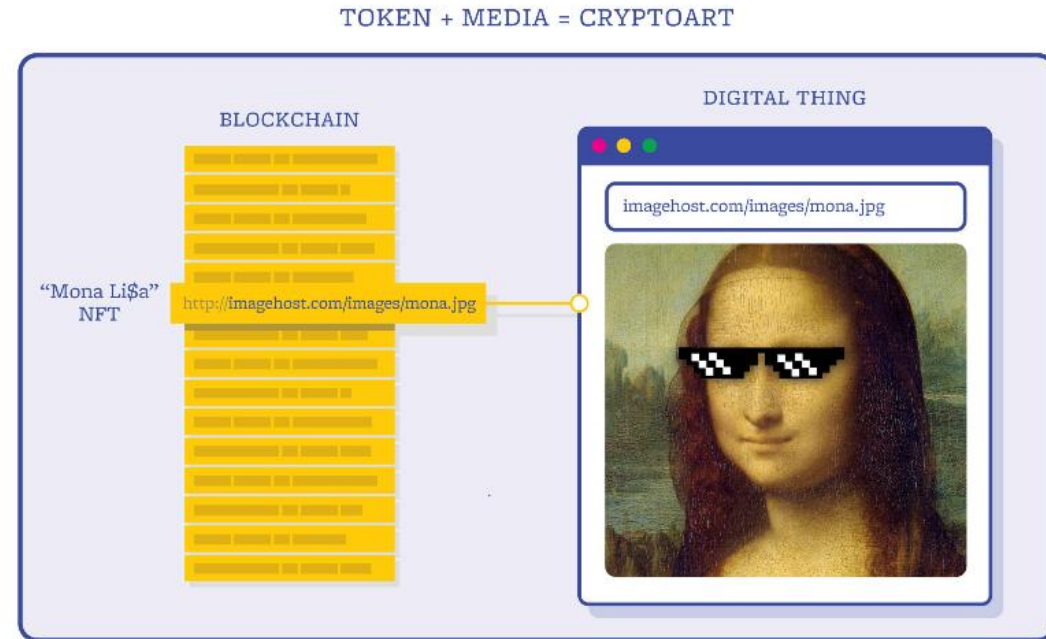 TOKEN + MEDIA = CRYPTOART
BLOCKCHAIN
DIGITAL THING
“Mona Li$a”
NFT
http://imagehost.com/images/mona.jpg
imagehost.com/images/mona.jpg